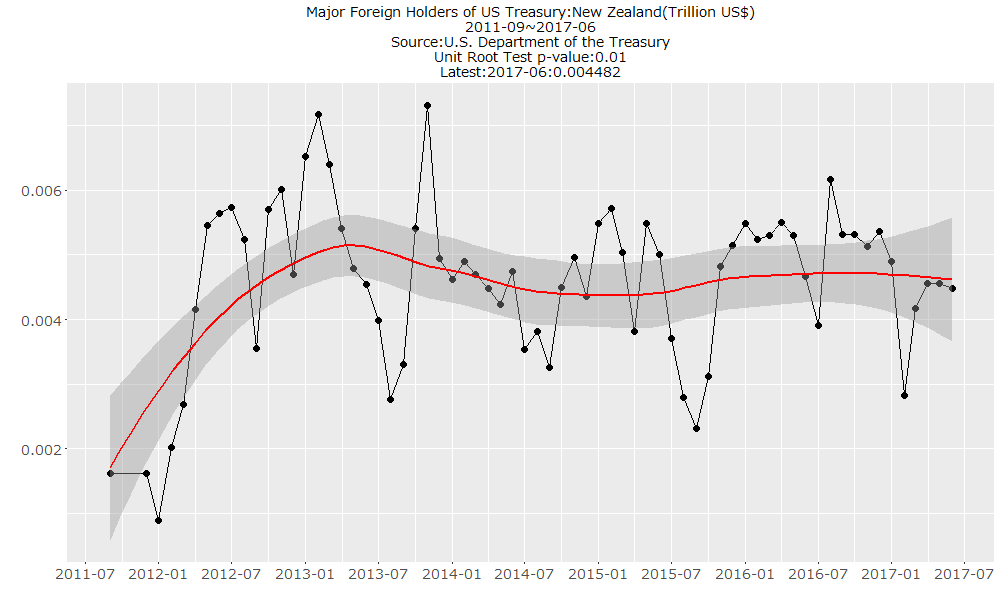 Major Foreign Holders of US Treasury:New Zealand(Trillion US$)
2011-09~2017-06
Source:U.S. Department of the Treasury
Unit Root Test p-value:0.01
Latest:2017-06:0.004482
0.006
0.004
0.002
2011-07 2012-01 2012-07 2013-01 2013-07 2014-01 2014-07 2015-01 2015-07 2016-01 2016-07 2017-01 2017-07